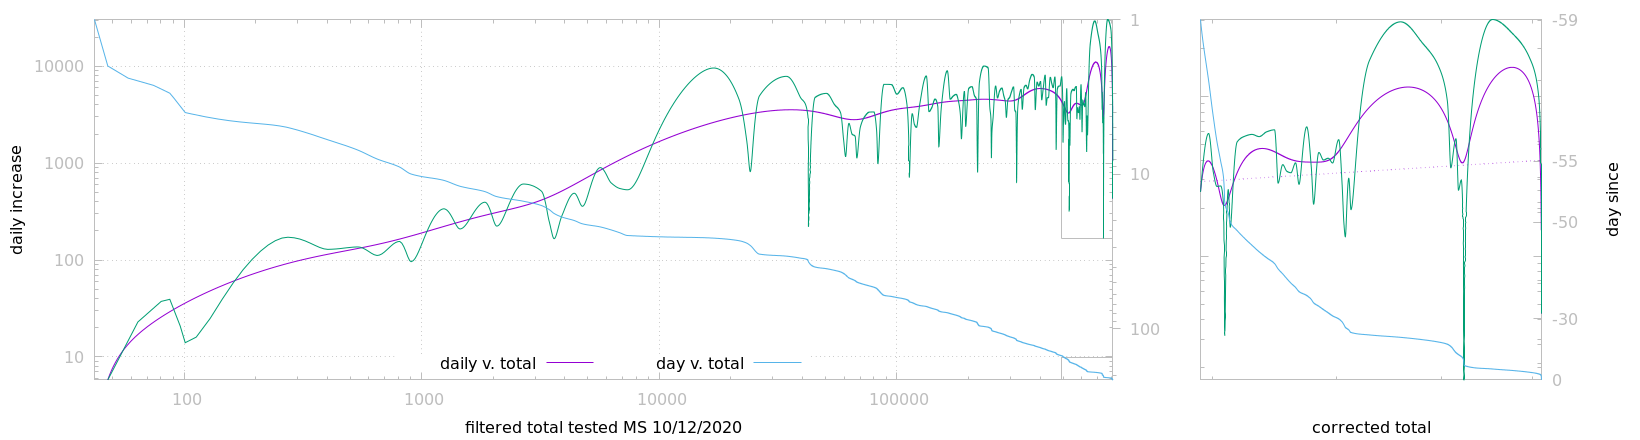 daily increase
10000
1000
100
10
100
1000
10000
100000
filtered total tested MS 10/12/2020
daily v. total
day v. total
1
10
100
-59
-55
-50
-30
0
day since
corrected total